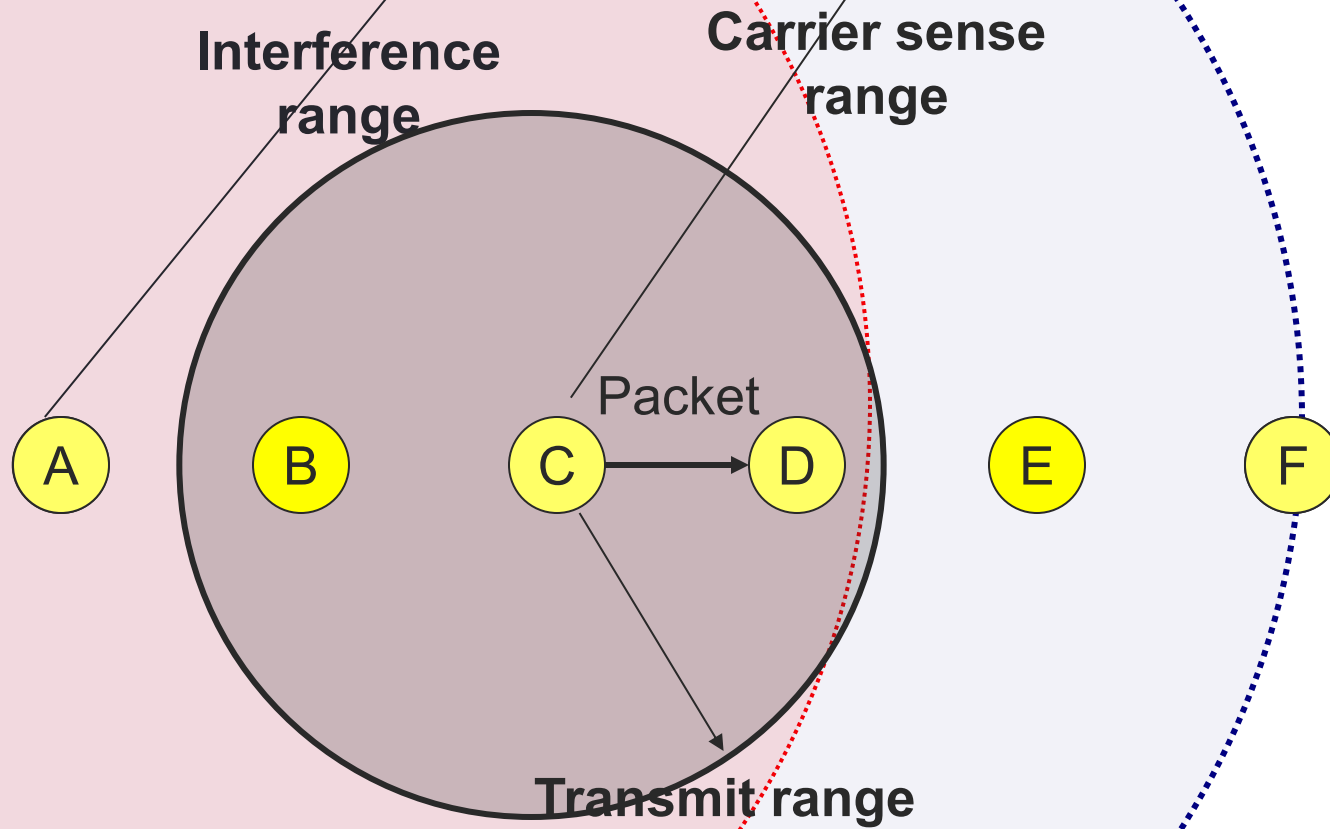 Interference
range
Carrier sense
range
Packet
A
B
C
D
E
F
Transmit range